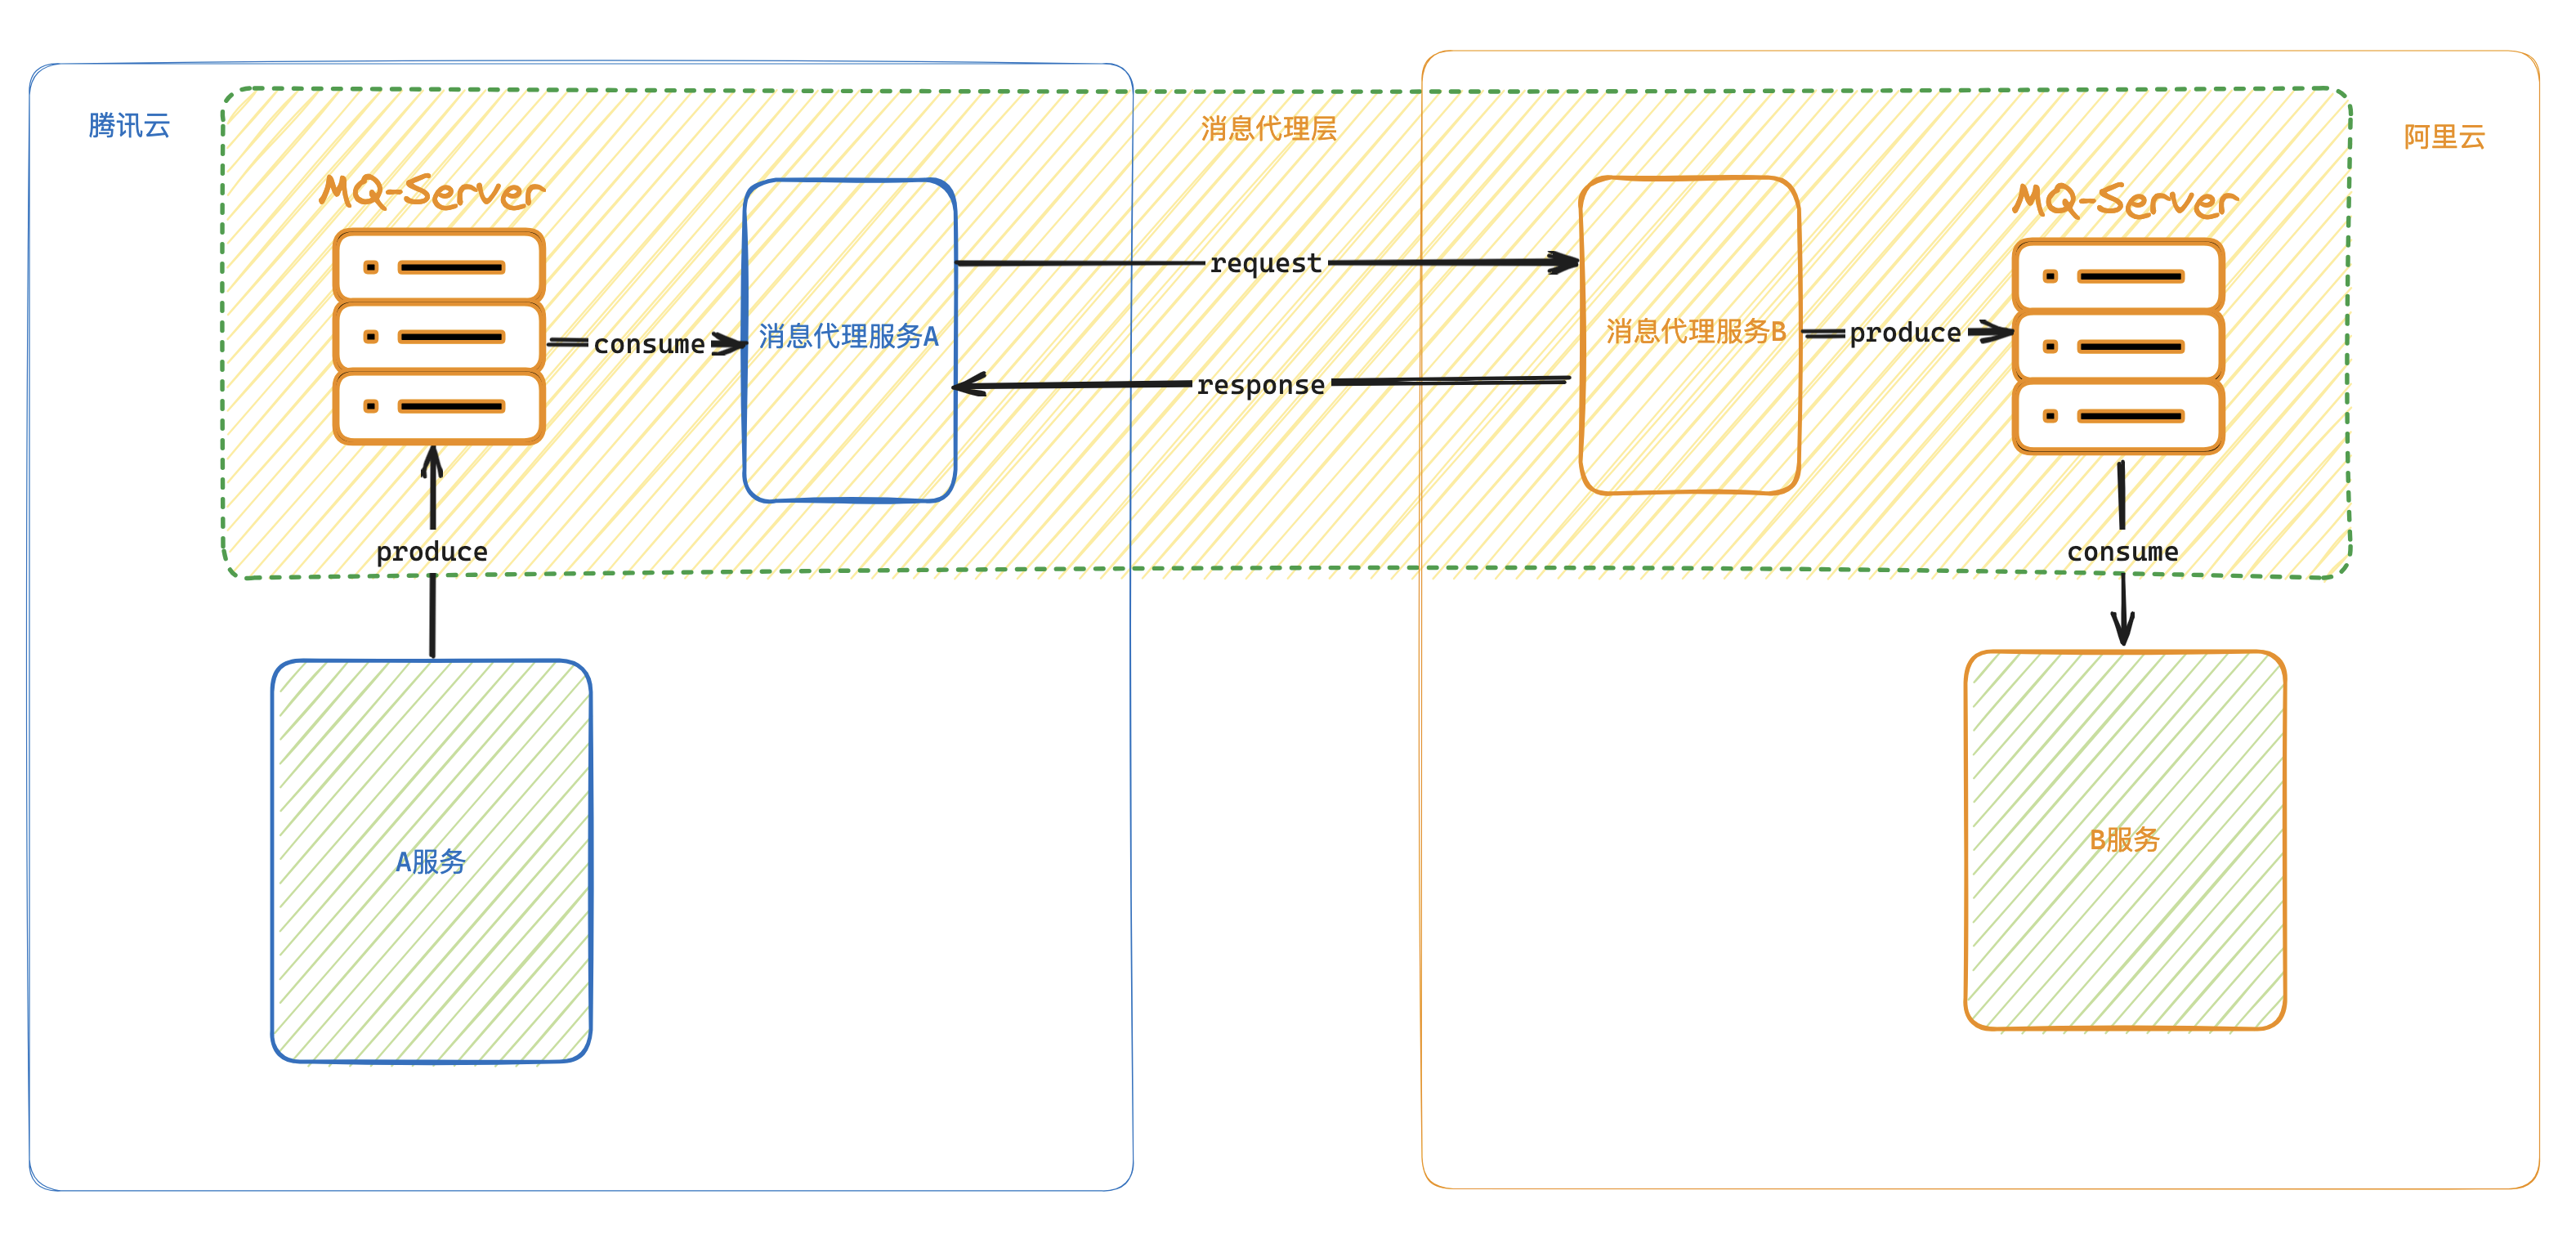 腾讯云
消息代理层
阿里云
MQ-Server
MQ-Server
request
消息代理服务A
consume
消息代理服务B
produce
response
produce
consume
A服务
B服务